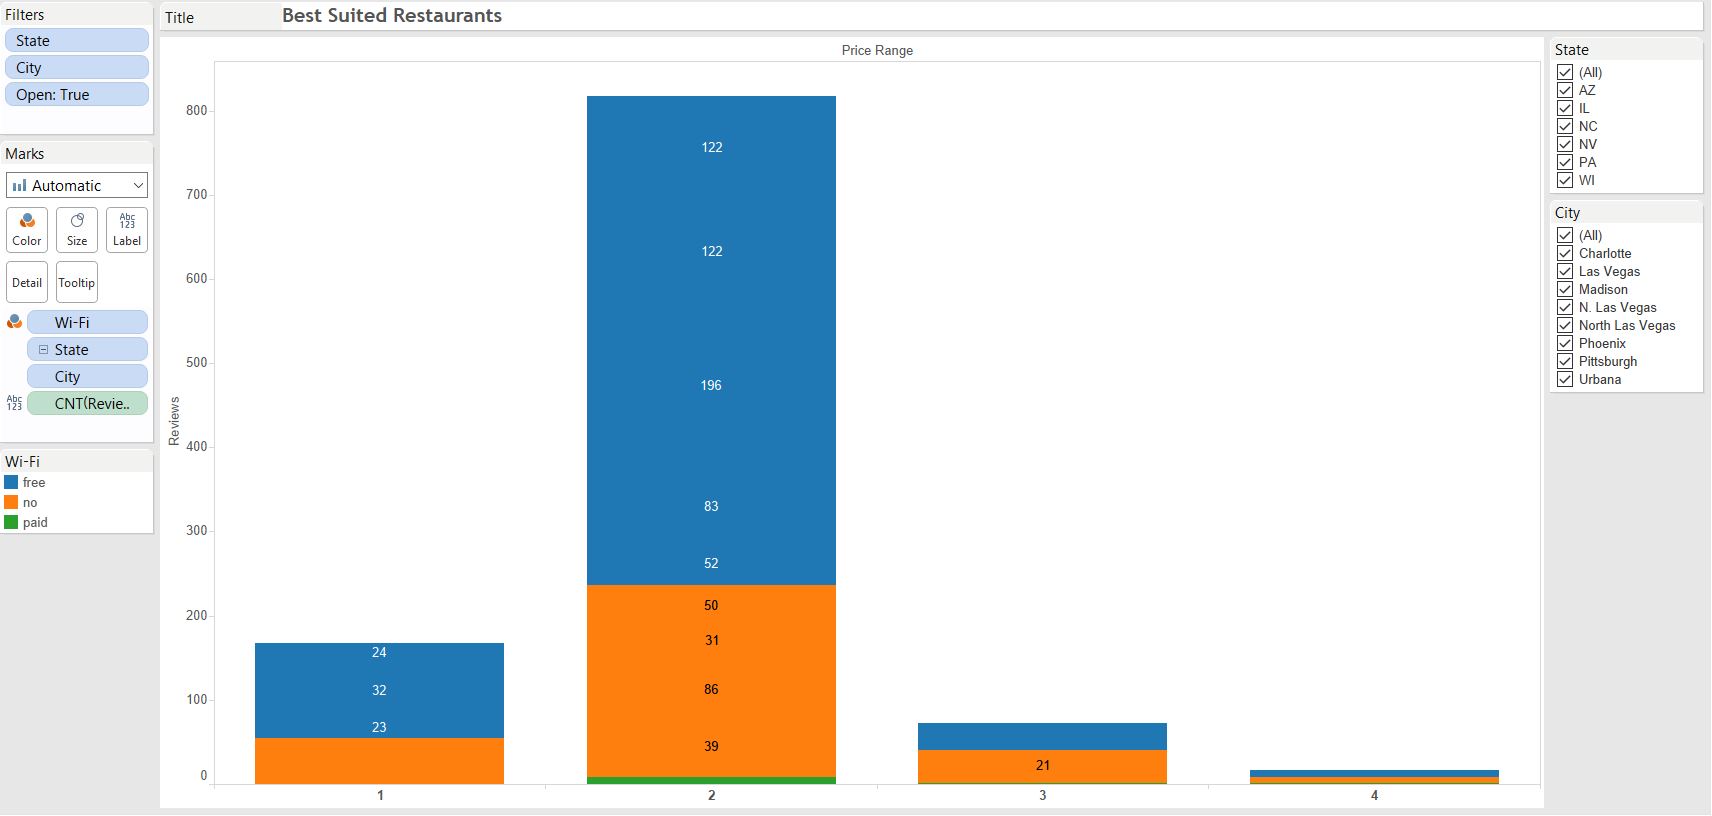 Filters
State
City
Open: True
Marks
Automatic
Color
Size
Abc
123
Label
Detail
Tooltip
Wi-Fi
State
City
Abc
123
CNT(Revie..
Wi-Fi
free
no
paid
Title
Best Suited Restaurants
Price Range
Reviews
800
700
600
500
400
300
200
100
0
24
32
23
122
122
196
83
52
50
31
86
39
21
1
2
3
4
State
(All)
AZ
IL
NC
NV
PA
WI
City
(All)
Charlotte
Las Vegas
Madison
N. Las Vegas
North Las Vegas
Phoenix
Pittsburgh
Urbana